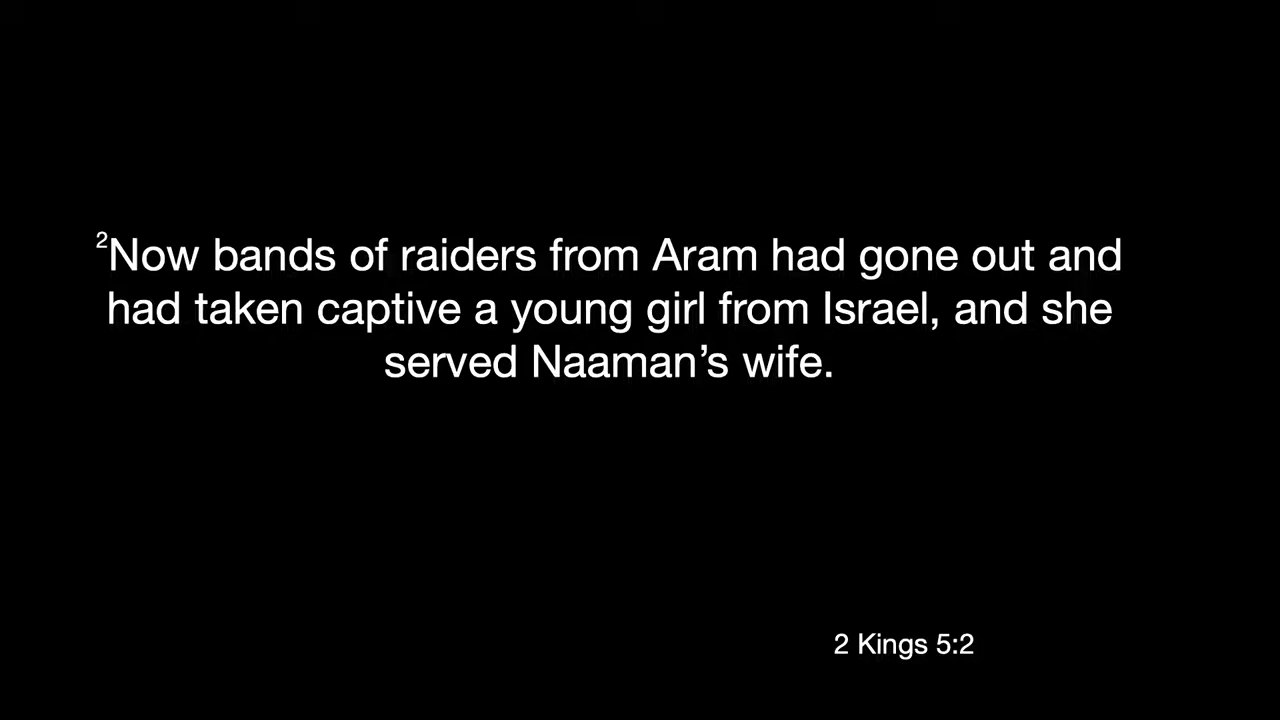 ²Now bands of raiders from Aram had gone out and
had taken captive a young girl from Israel, and she
served Naaman’s wife.
2 Kings 5:2